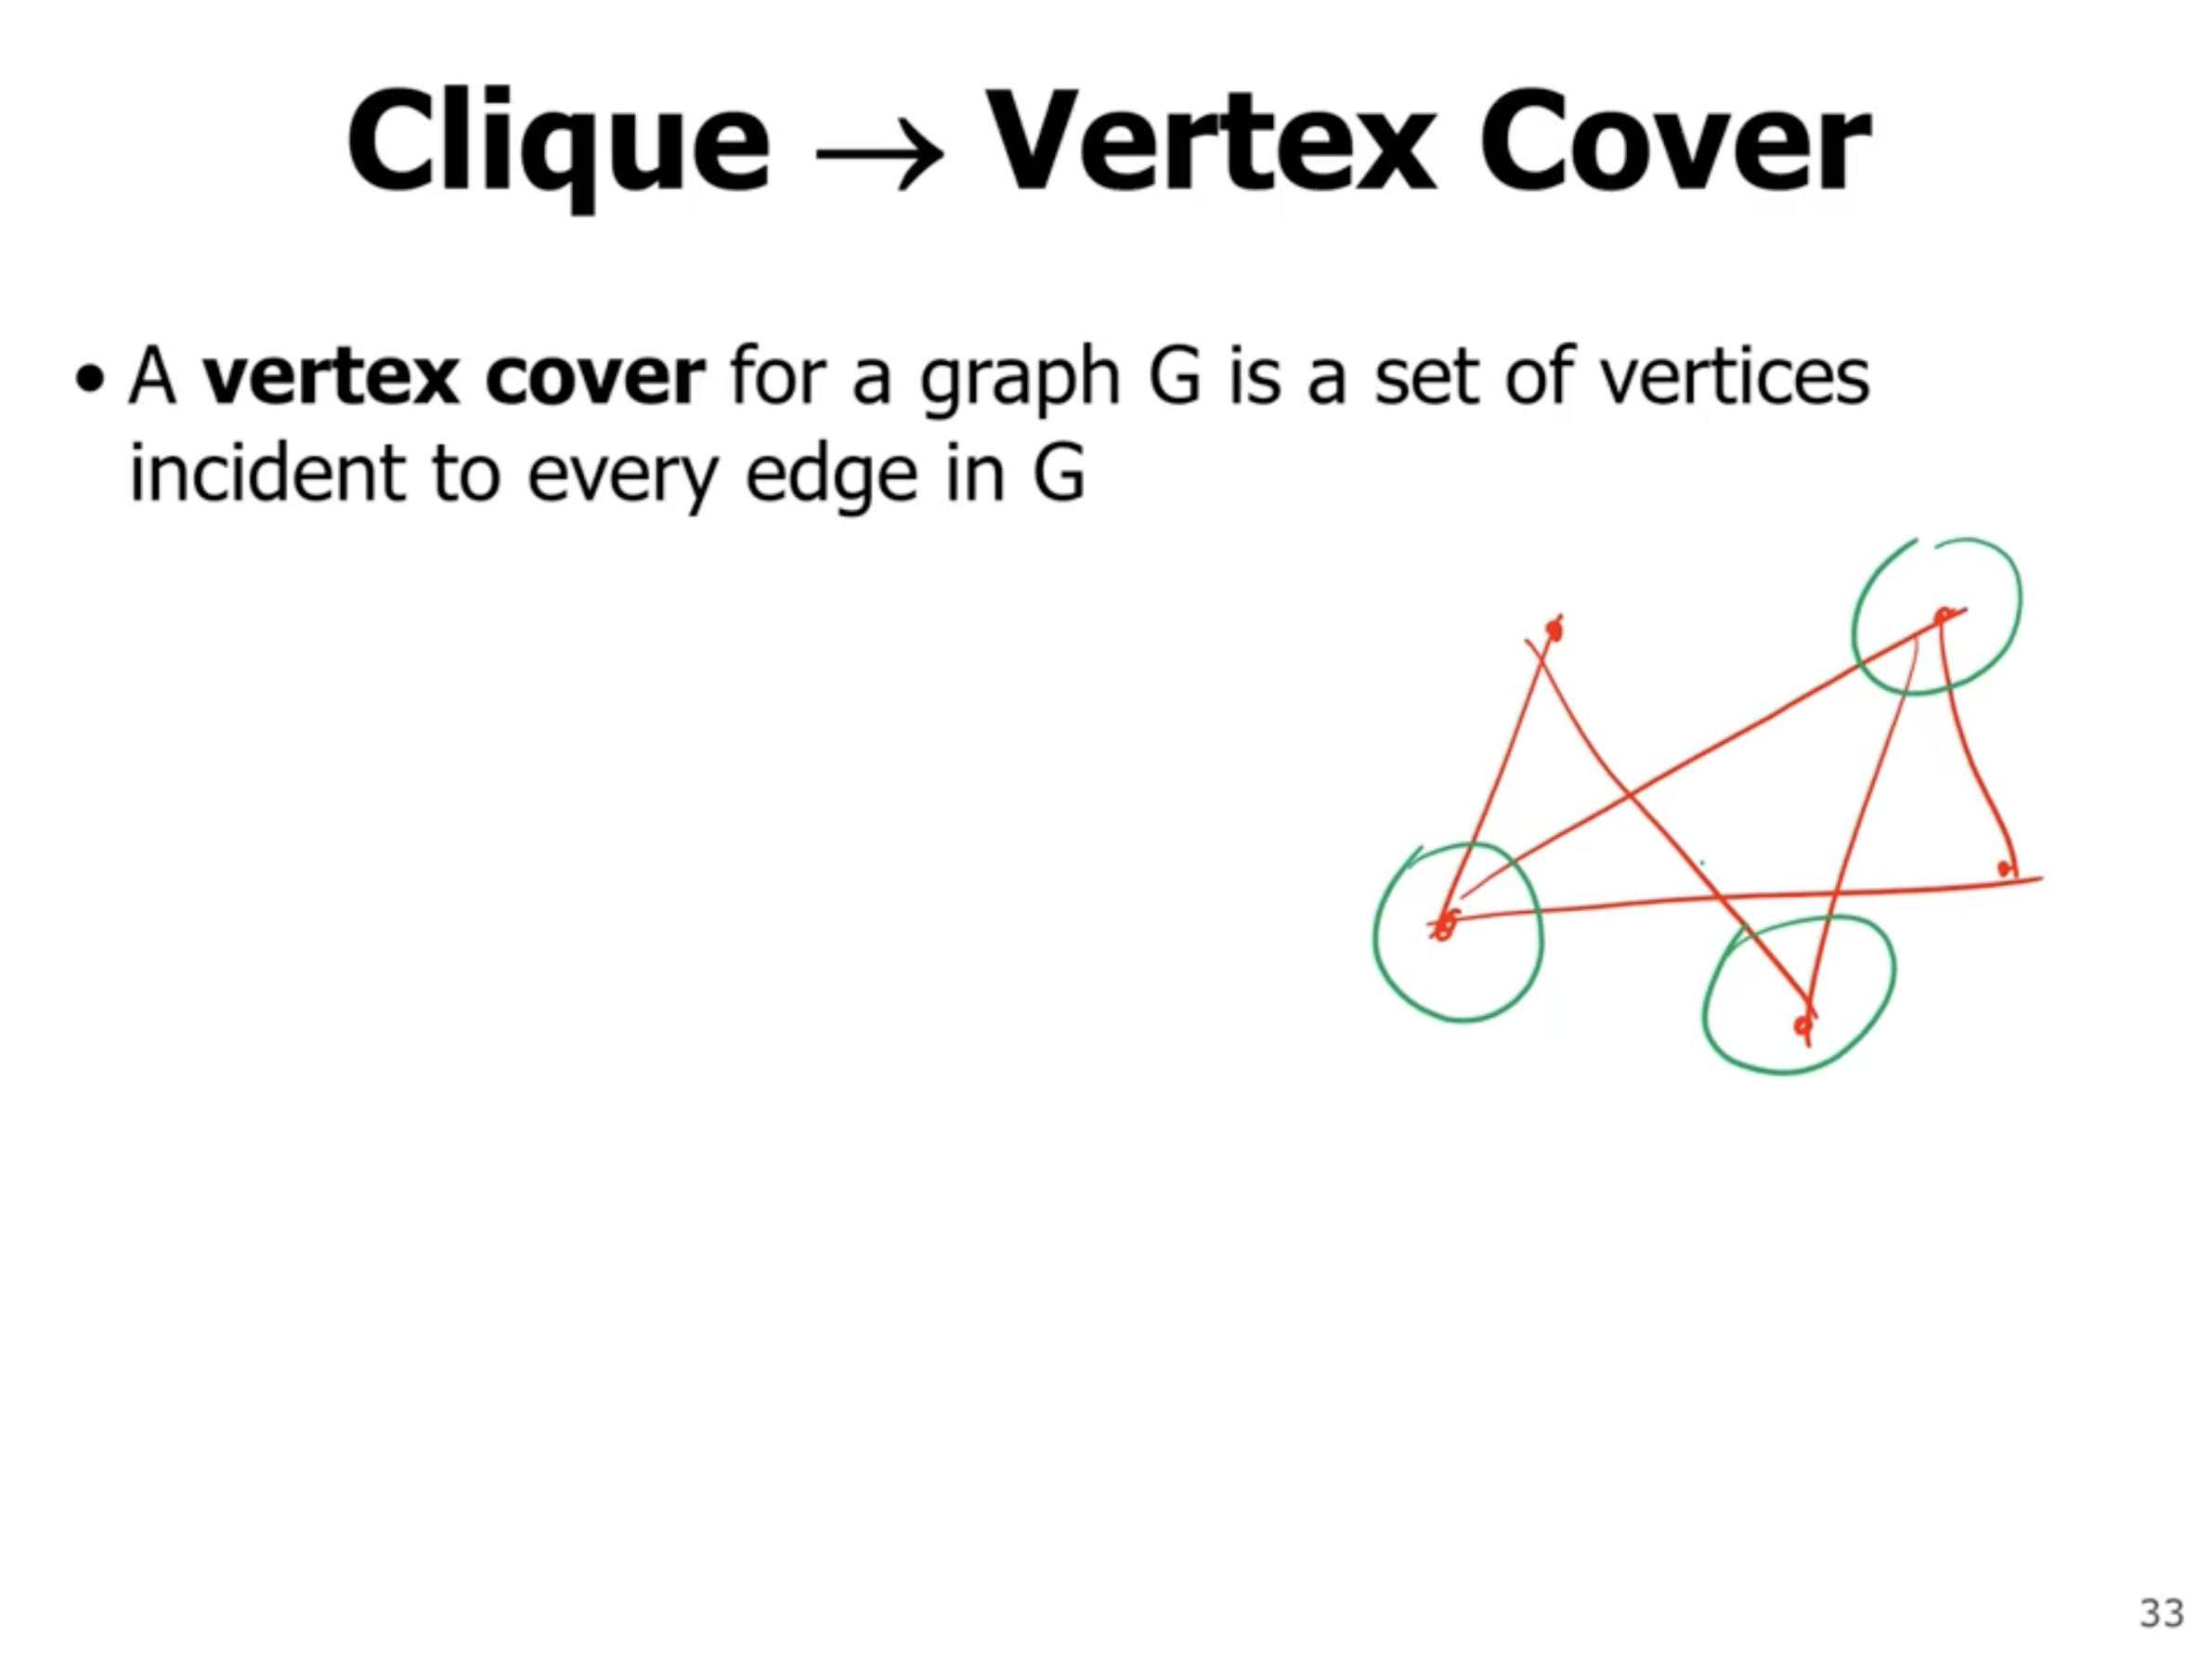 Clique → Vertex Cover
• A vertex cover for a graph G is a set of vertices
incident to every edge in G
33